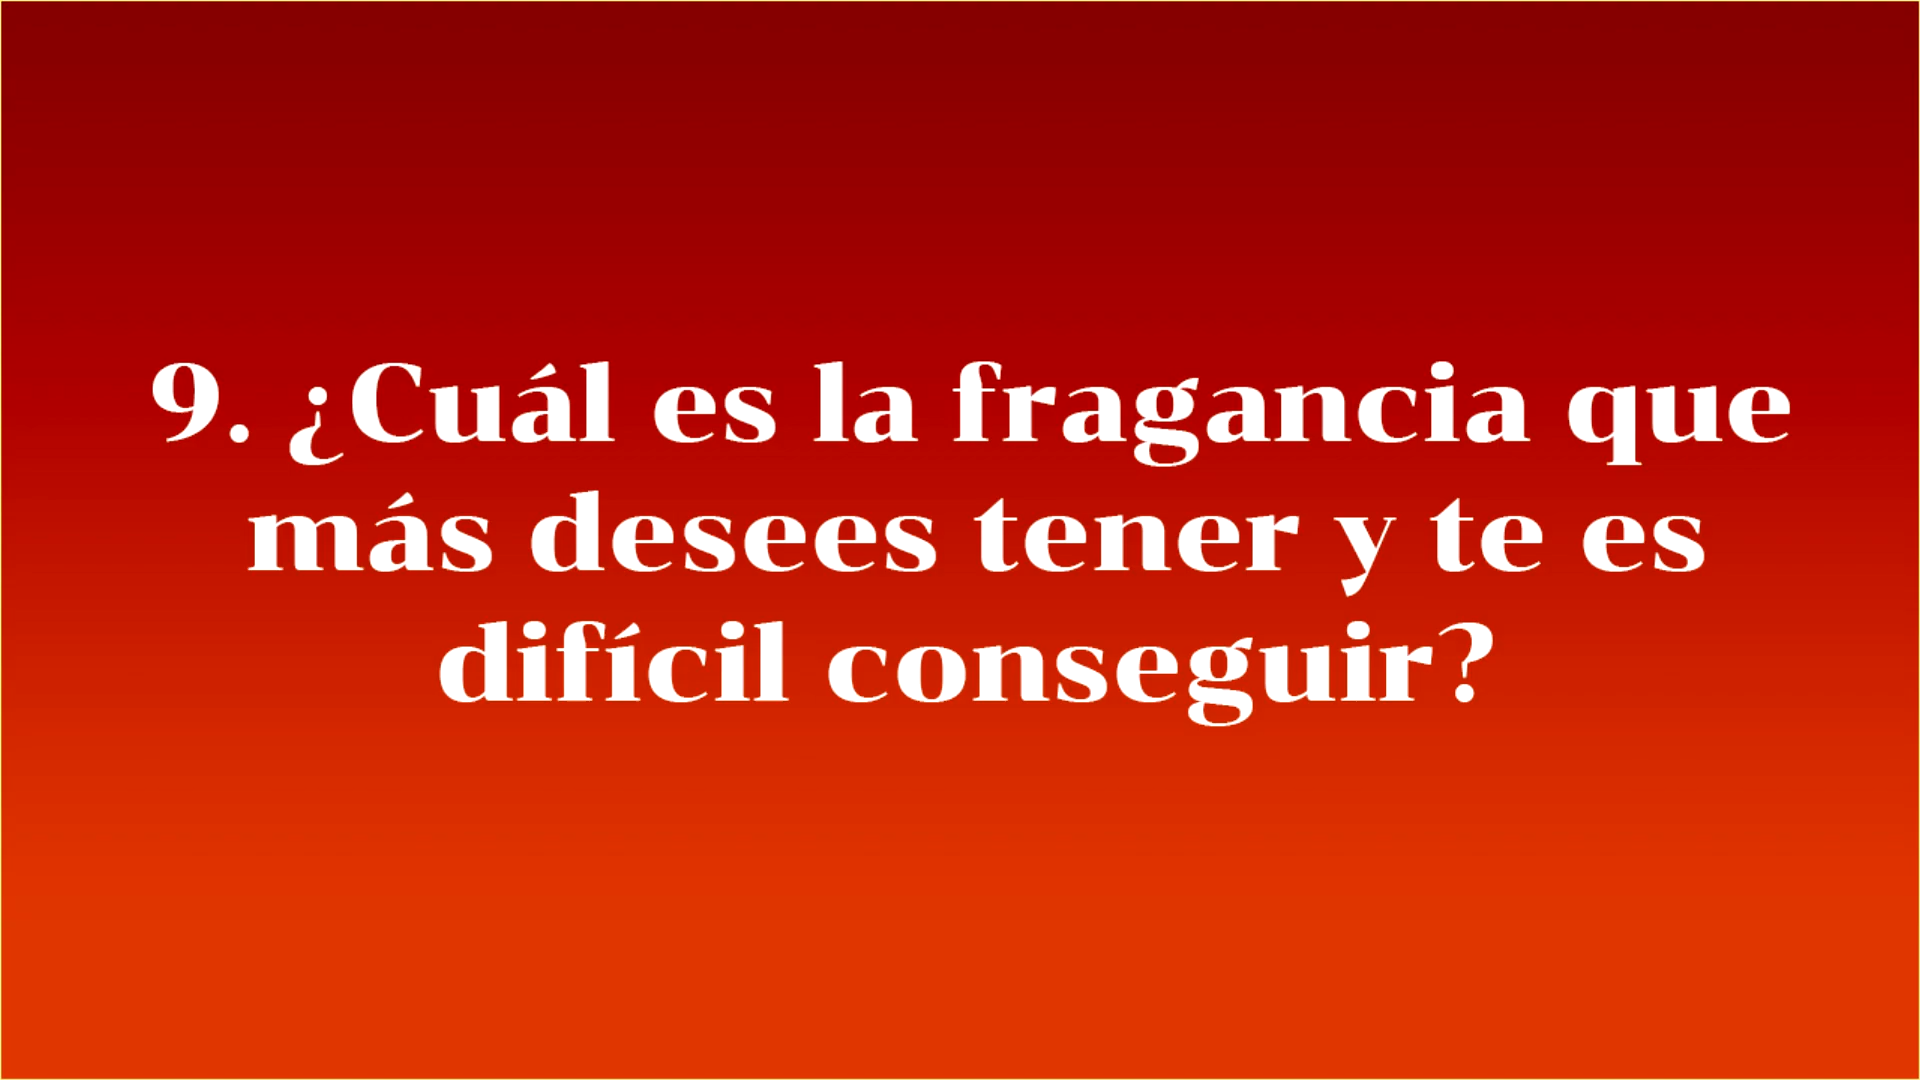 9. ¿Cuál es la fragancia que
más desees tener y te es
difícil conseguir?